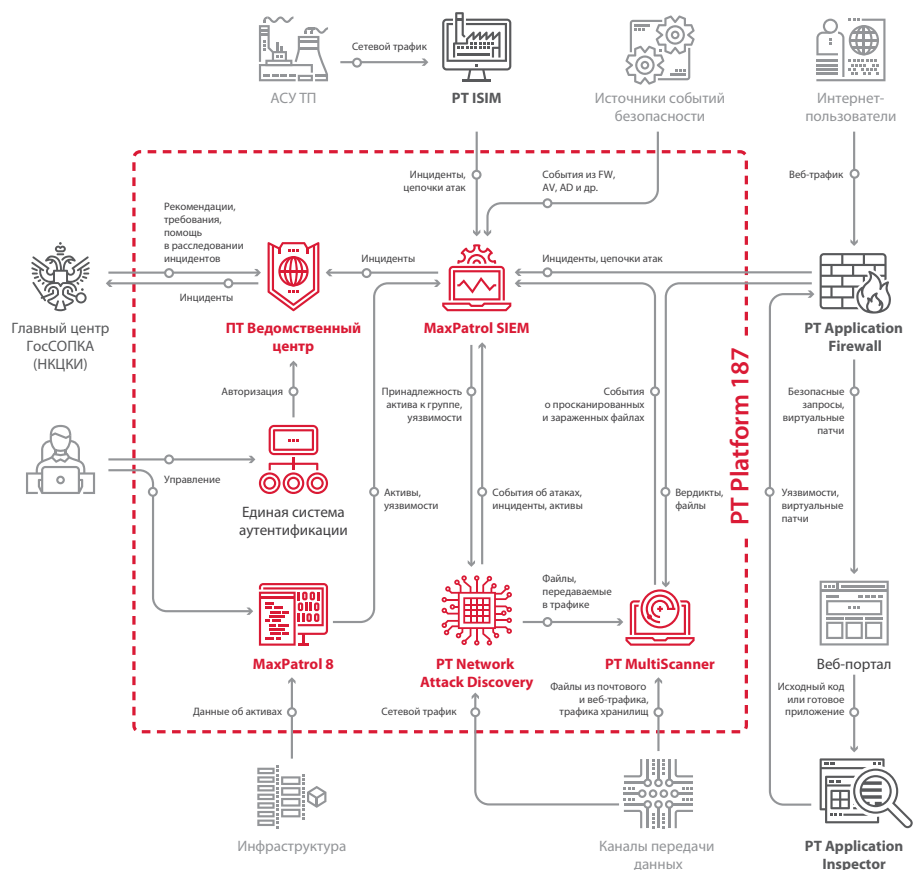 Сетевой трафик
АСУ ТП
PT ISIM
Источники событий
безопасности
Интернет-
пользователи
Инциденты,
цепочки атак
События из FW,
AV, AD и др.
Веб-трафик
Рекомендации,
требования,
помощь
в расследовании
инцидентов
Инциденты
Инциденты, цепочки атак
Инциденты
Главный центр
ГосСОПКА
(НКЦКИ)
ПТ Ведомственный
центр
MaxPatrol SIEM
PT Application
Firewall
PT Platform 187
Авторизация
Принадлежность
актива к группе,
уязвимости
События
о просканированных
и зараженных файлах
Безопасные
запросы,
виртуальные
патчи
Управление
Единая система
аутентификации
Активы,
уязвимости
События об атаках,
инциденты, активы
Вердикты,
файлы
Уязвимости,
виртуальные
патчи
Файлы,
передаваемые
в трафике
MaxPatrol 8
PT Network
Attack Discovery
PT MultiScanner
Веб-портал
Данные об активах
Сетевой трафик
Файлы из почтового
и веб-трафика,
трафика хранилищ
Исходный код
или готовое
приложение
Инфраструктура
Каналы передачи
данных
PT Application
Inspector